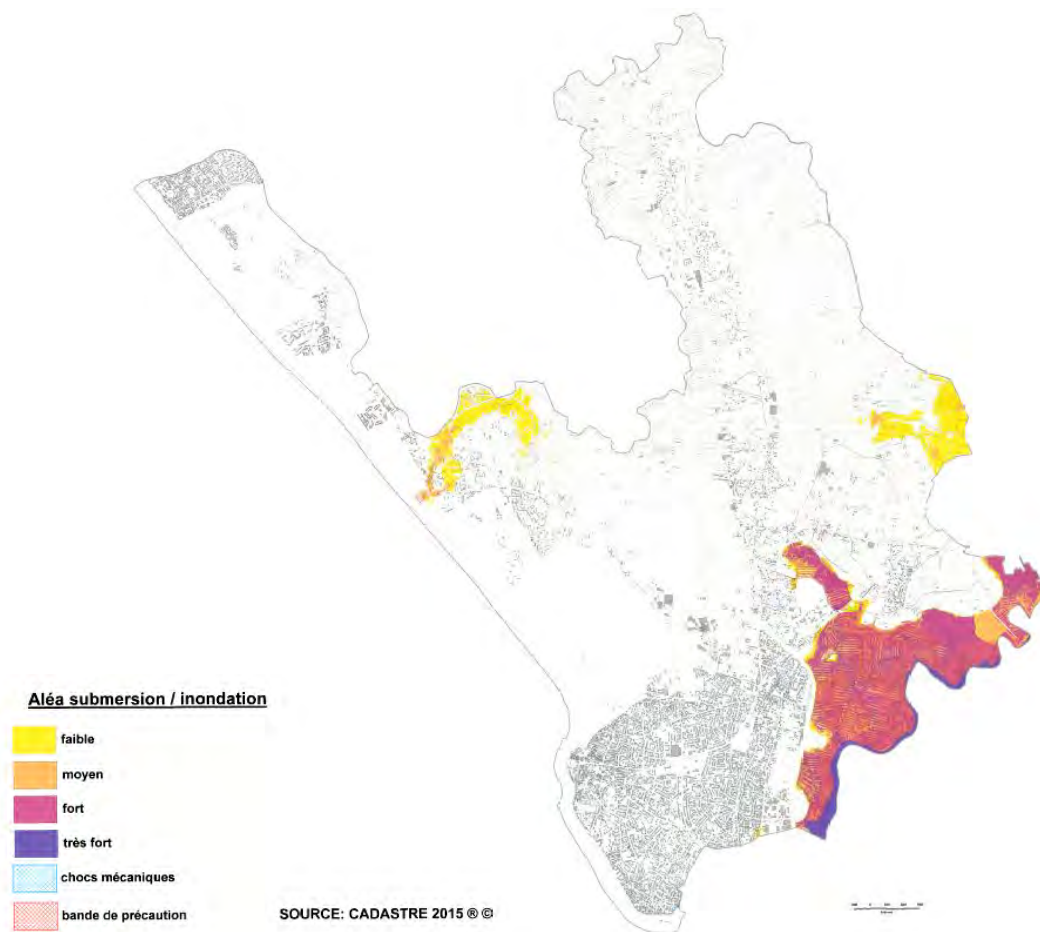 Aléa submersion / inondation
faible
moyen
fort
très fort
chocs mécaniques
bande de précaution
SOURCE: CADASTRE 2015 ® ©